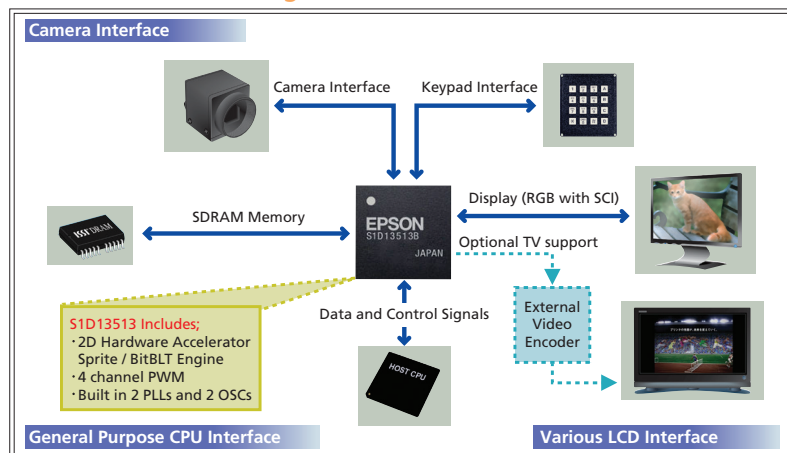 Camera Interface
Camera Interface
Keypad Interface
SDRAM Memory
EPSON
S1D13513B
JAPAN
Display (RGB with SCI)
Optional TV support
S1D13513 Includes;
・2D Hardware Accelerator
Sprite / BitBLT Engine
・4 channel PWM
・Built in 2 PLLs and 2 OSCs
Data and Control Signals
HOST CPU
External
Video
Encoder
General Purpose CPU Interface
Various LCD Interface